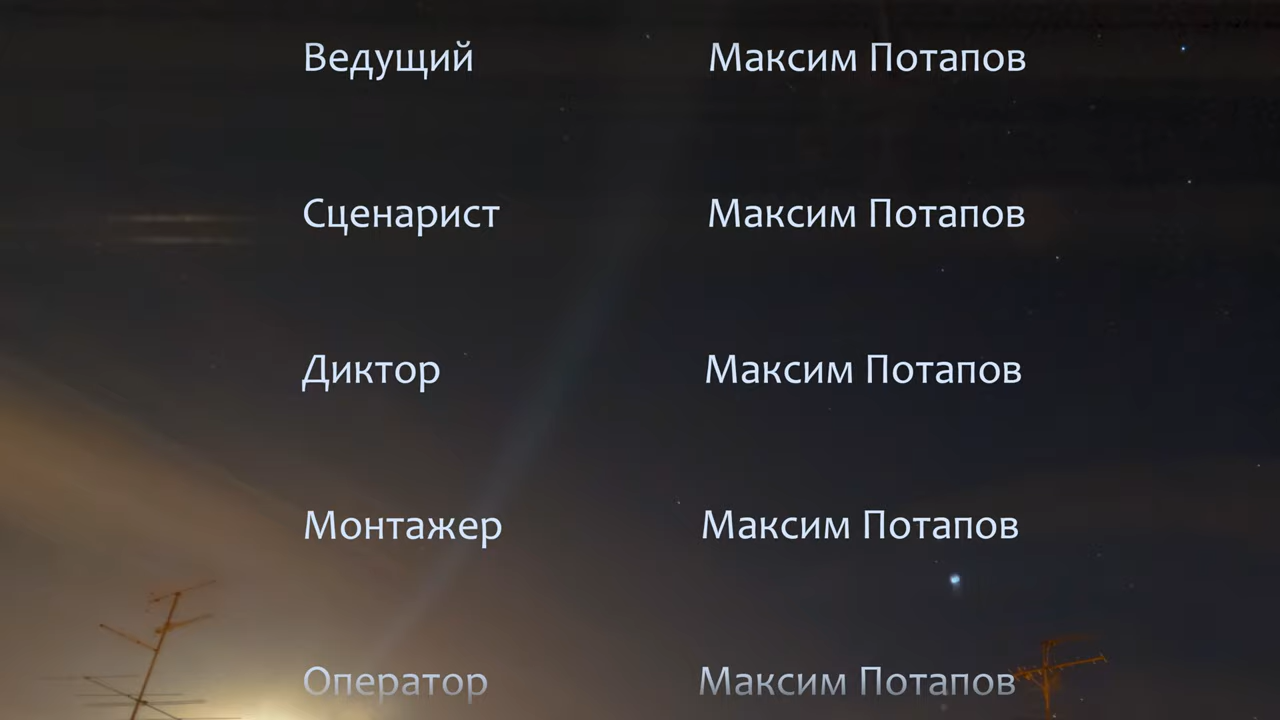 Ведущий Максим Потапов
Сценарист Максим Потапов
Диктор Максим Потапов
Монтажер Максим Потапов
Оператор Максим Потапов